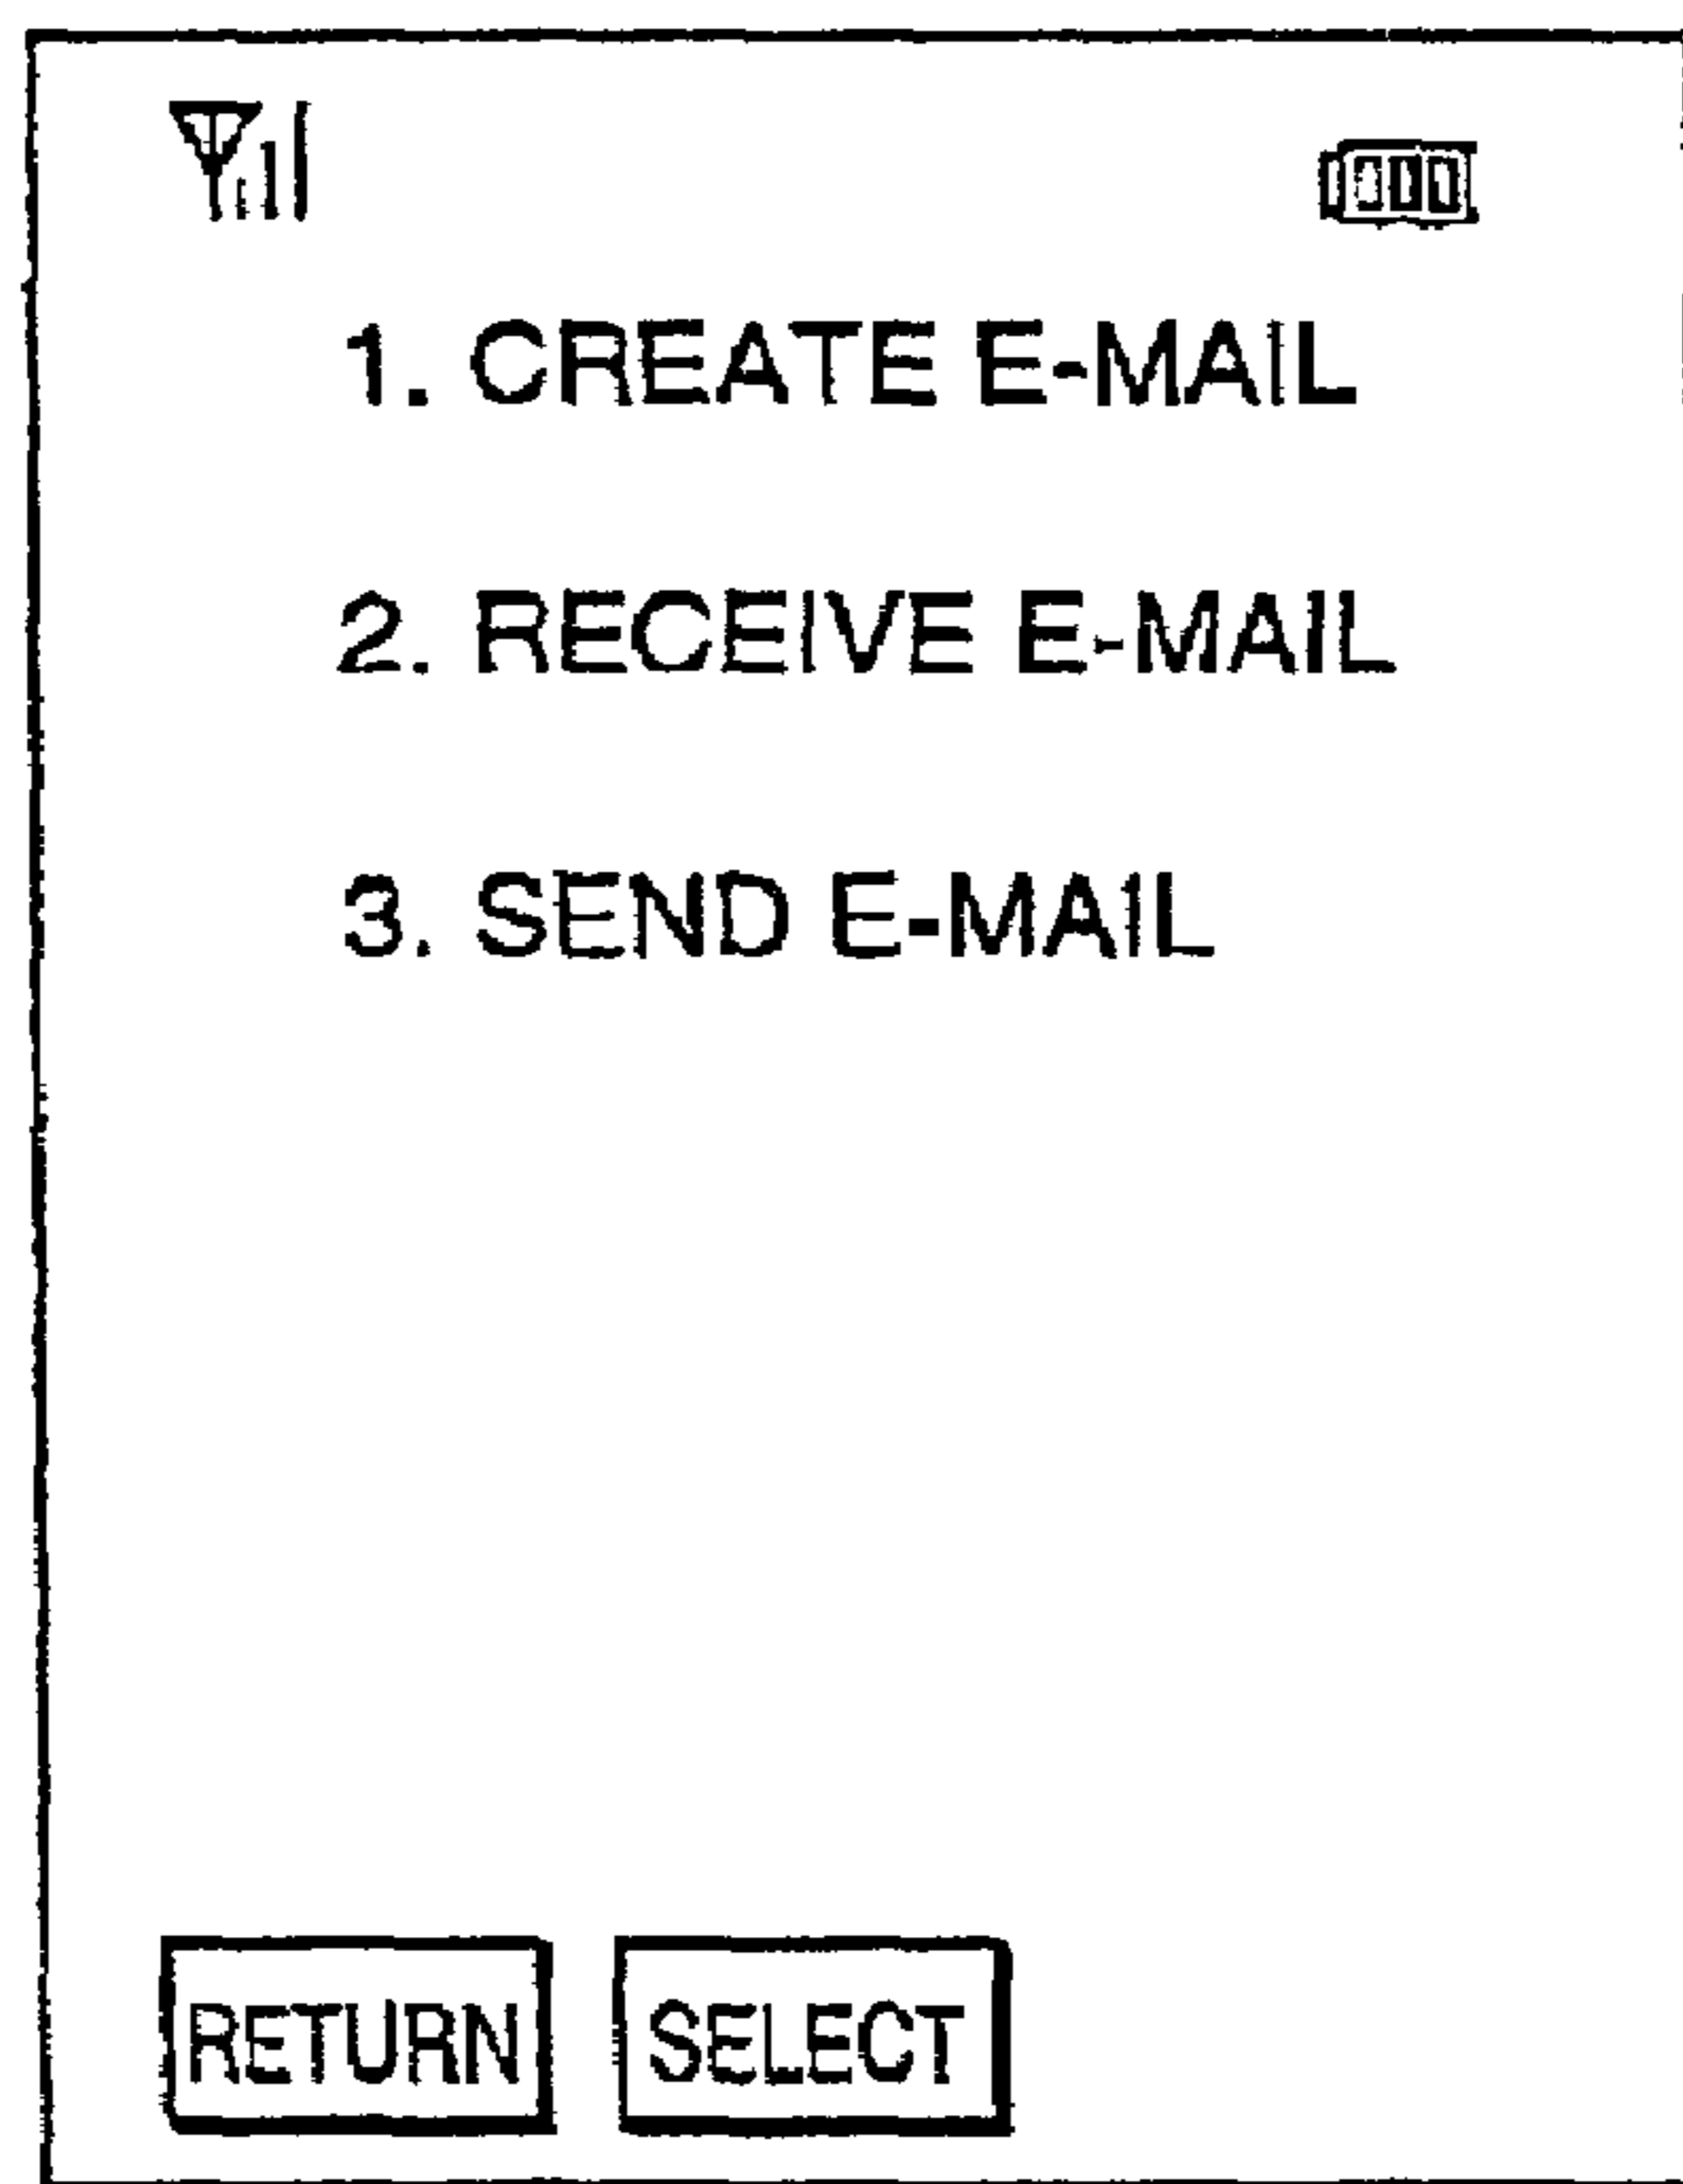 1. CREATE E-MAIL
2. RECEIVE E-MAIL
3. SEND E-MAIL
RETURN SELECT